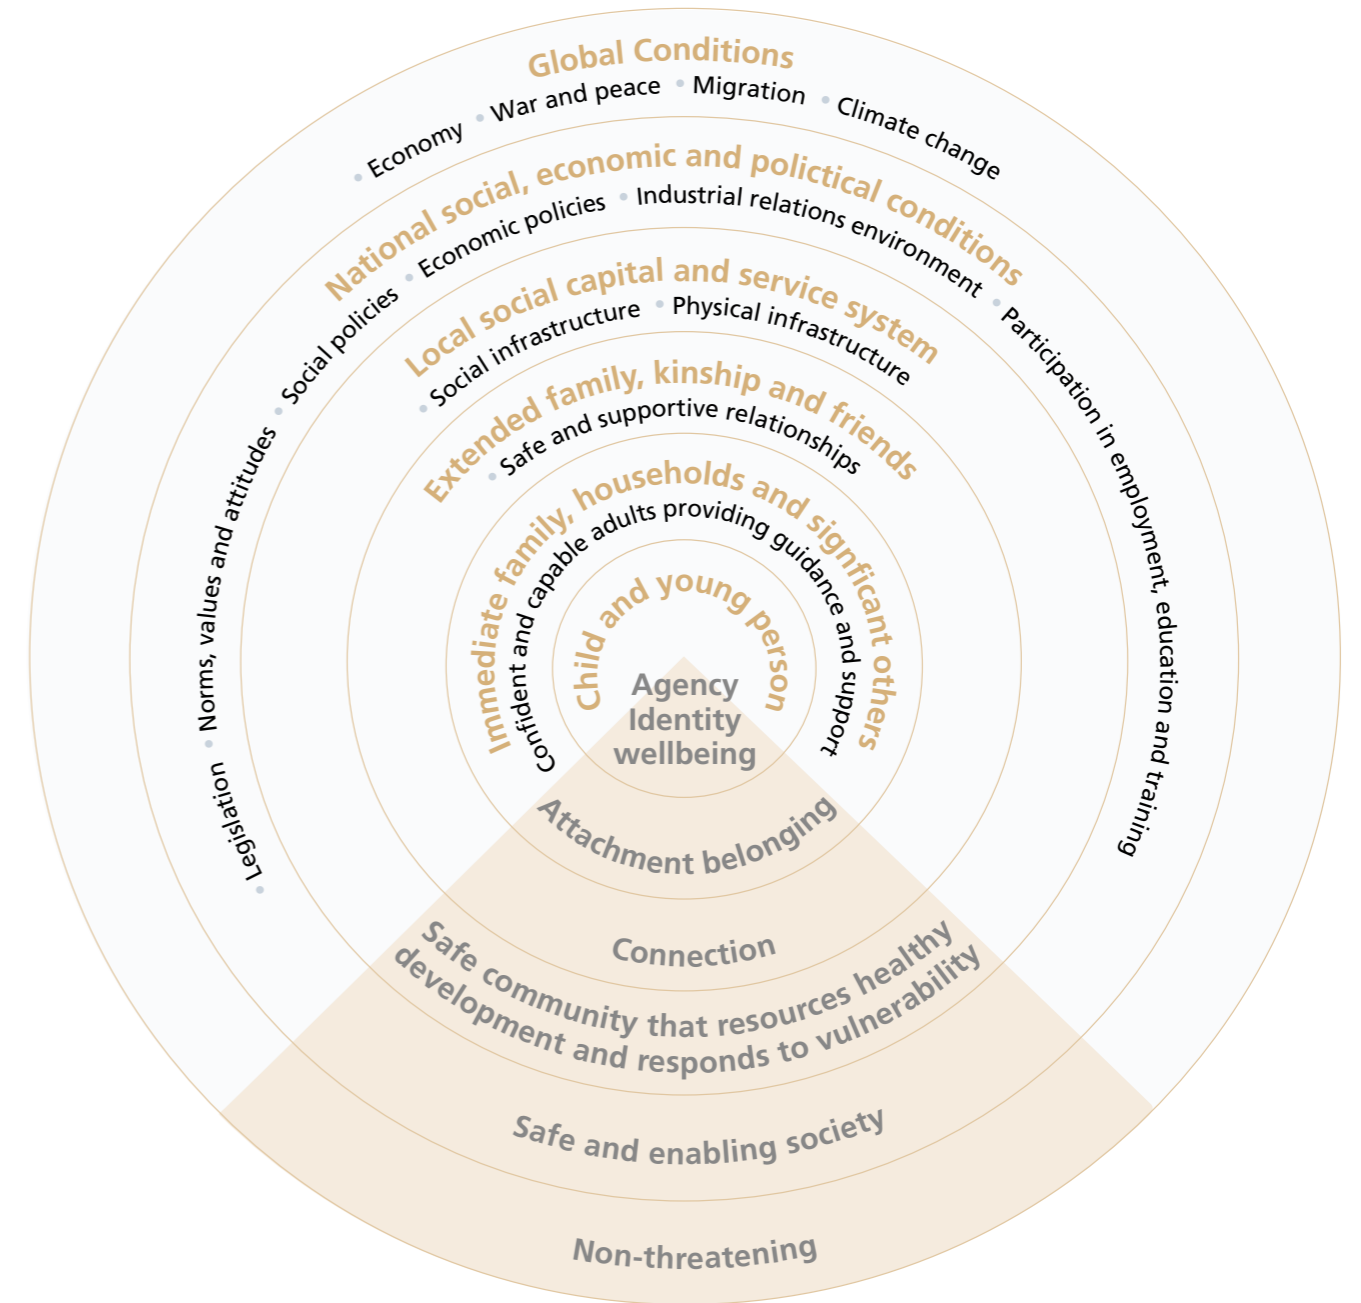 Global Conditions
• Economy • War and peace • Migration • Climate change
National social, economic and polictical conditions
• Legislation • Norms, values and attitudes • Social policies • Economic policies • Industrial relations environment • Participation in employment, education and training
Local social capital and service system
• Social infrastructure • Physical infrastructure
Extended family, kinship and friends
• Safe and supportive relationships
Immediate family, households and signficant others
Confident and capable adults providing guidance and support
Child and young person
Agency
Identity
wellbeing
Attachment belonging
Connection
Safe community that resources healthy
development and responds to vulnerability
Safe and enabling society
Non-threatening